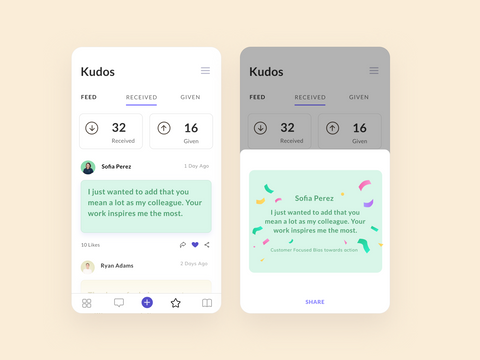 Kudos
FEED RECEIVED GIVEN
32 Received
16 Given
Sofia Perez 1 Day Ago
I just wanted to add that you
mean a lot as my colleague. Your
work inspires me the most.
10 Likes
Ryan Adams 2 Days Ago
Kudos
FEED RECEIVED GIVEN
32 Received
16 Given
Sofia Perez
I just wanted to add that you
mean a lot as my colleague. Your
work inspires me the most.
Customer Focused Bias towards action
SHARE